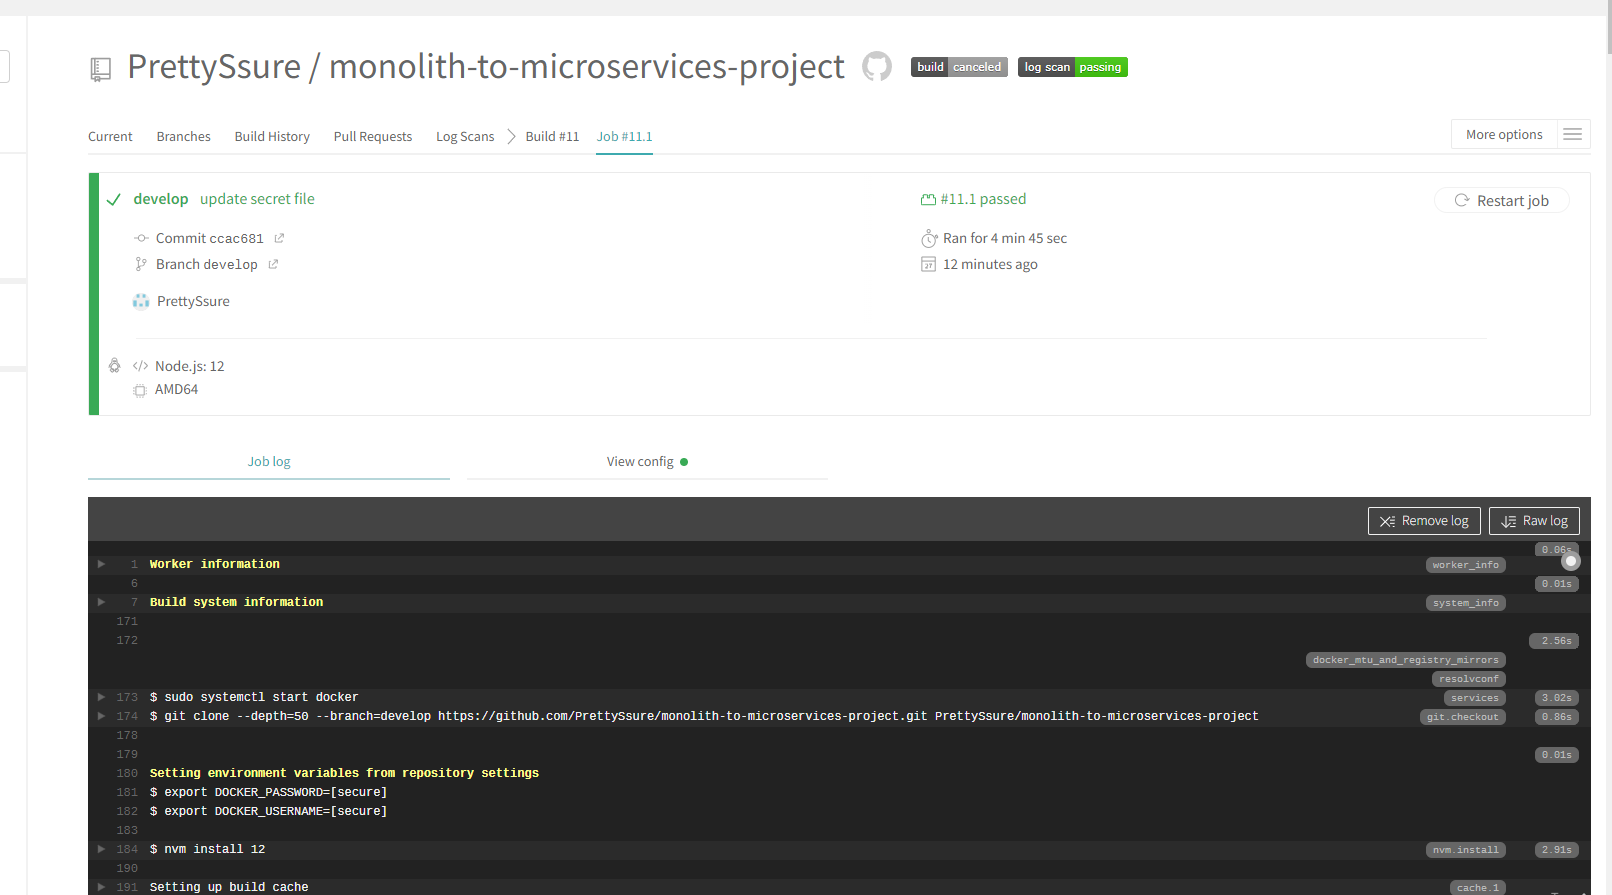 PrettySsure / monolith-to-microservices-project build canceled log scan passing
Current Branches Build History Pull Requests Log Scans Build #11 Job #11.1 More options
develop update secret file #11.1 passed Restart job
Commit ccac681 Ran for 4 min 45 sec
Branch develop 12 minutes ago
PrettySsure
Node.js: 12
AMD64
Job log View config
Remove log Raw log
0.06s
1 Worker information worker_info
6 0.01s
7 Build system information system_info
171
172 2.56s
docker_mtu_and_registry_mirrors
resolvconf
173 $ sudo systemctl start docker services 3.02s
174 $ git clone --depth=50 --branch=develop https://github.com/PrettySsure/monolith-to-microservices-project.git PrettySsure/monolith-to-microservices-project git.checkout 0.86s
178
179 0.01s
180 Setting environment variables from repository settings
181 $ export DOCKER_PASSWORD=[secure]
182 $ export DOCKER_USERNAME=[secure]
183
184 $ nvm install 12 nvm.install 2.91s
190
191 Setting up build cache cache.1